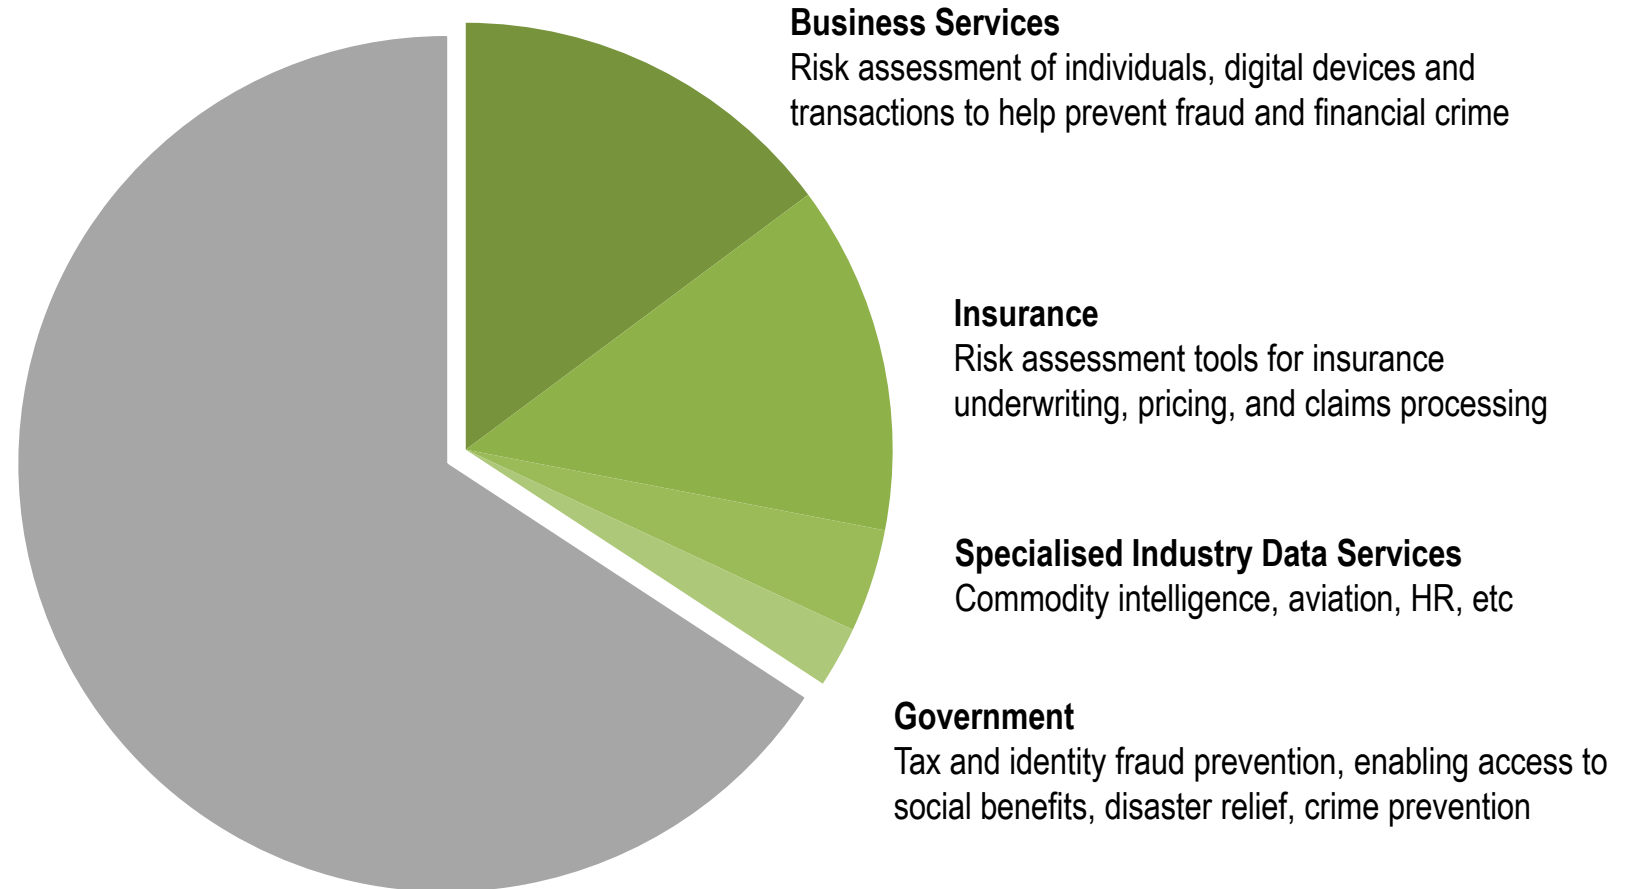 Business Services
Risk assessment of individuals, digital devices and
transactions to help prevent fraud and financial crime
Insurance
Risk assessment tools for insurance
underwriting, pricing, and claims processing
Specialised Industry Data Services
Commodity intelligence, aviation, HR, etc
Government
Tax and identity fraud prevention, enabling access to
social benefits, disaster relief, crime prevention